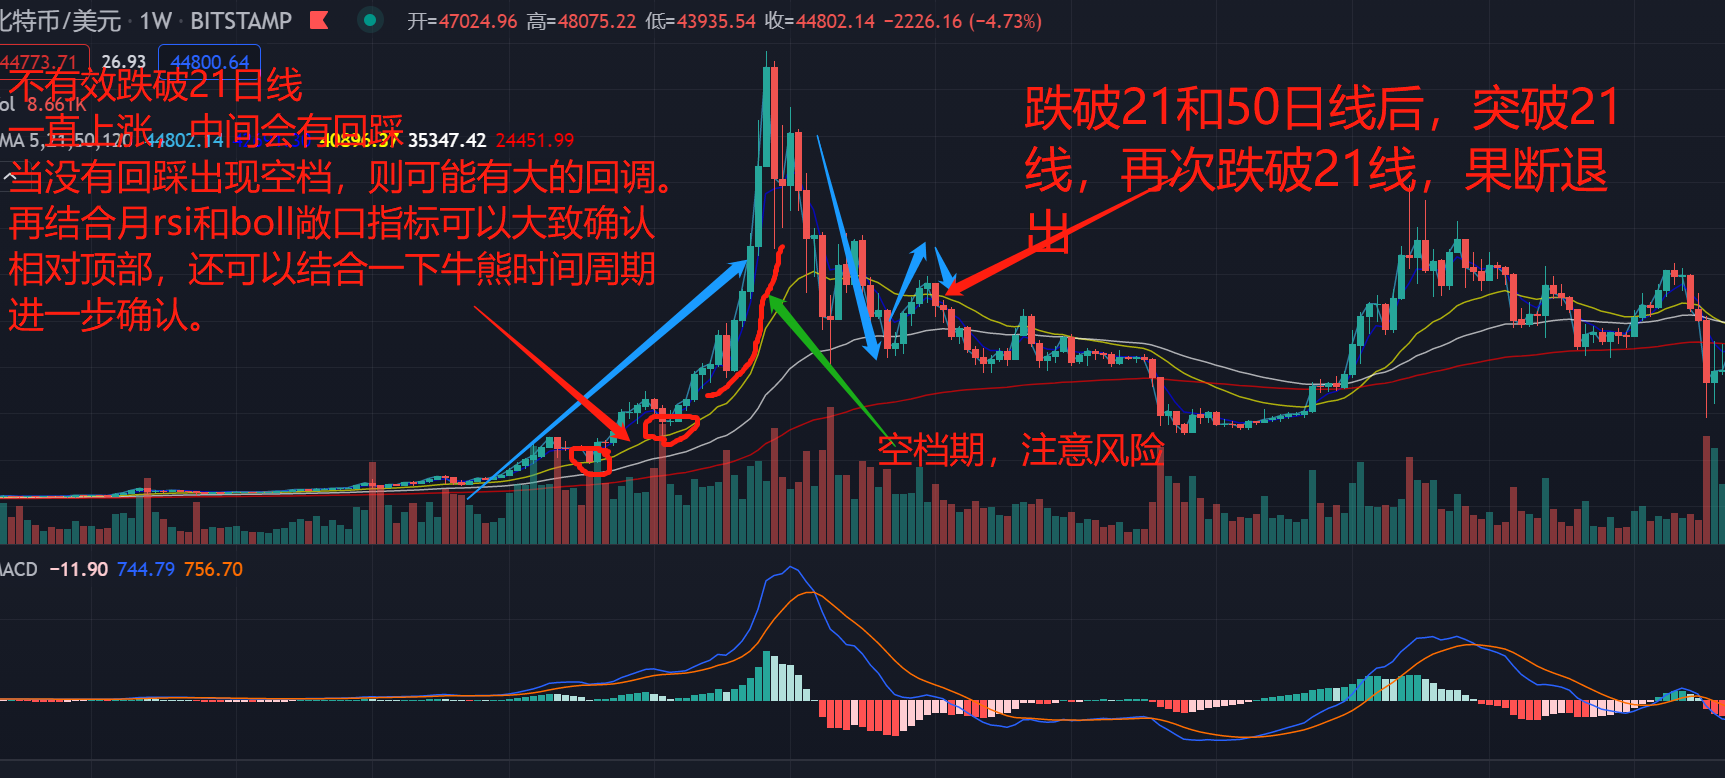 比特币/美元 · 1W · BITSTAMP 开=47024.96 高=48075.22 低=43935.54 收=44802.14 −2226.16 (−4.73%)
44773.71 26.93 44800.64
不有效跌破21日线
ol 8.661K
一直上涨，中间会有回踩
MA 5,21,50,120 44802.14 40896.37 35347.42 24451.99
当没有回踩出现空档，则可能有大的回调。
再结合月rsi和boll敞口指标可以大致确认
相对顶部，还可以结合一下牛熊时间周期
进一步确认。
跌破21和50日线后，突破21
线，再次跌破21线，果断退
出
空档期，注意风险
MACD −11.90 744.79 756.70